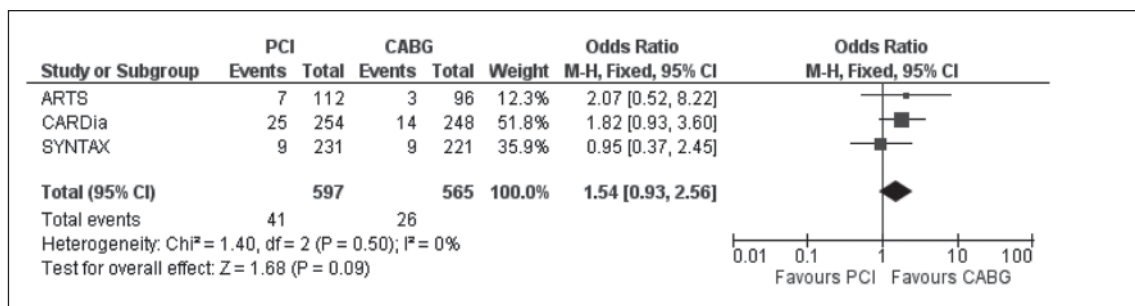 PCI CABG Odds Ratio Odds Ratio
Study or Subgroup Events Total Events Total Weight M-H, Fixed, 95% CI M-H, Fixed, 95% CI
ARTS 7 112 3 96 12.3% 2.07 [0.52, 8.22]
CARDia 25 254 14 248 51.8% 1.82 [0.93, 3.60]
SYNTAX 9 231 9 221 35.9% 0.95 [0.37, 2.45]
Total (95% CI) 597 565 100.0% 1.54 [0.93, 2.56]
Total events 41 26
Heterogeneity: Chi² = 1.40, df = 2 (P = 0.50); I² = 0%
Test for overall effect: Z = 1.68 (P = 0.09)
0.01 0.1 1 10 100
Favours PCI Favours CABG